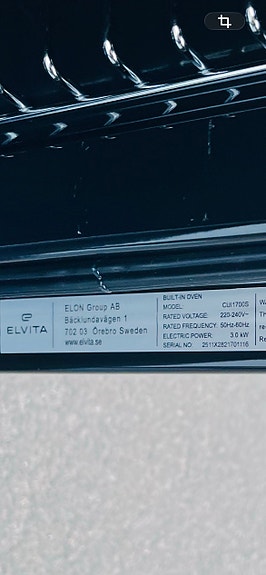 ELVITA
ELON Group AB
Bäcklundavägen 1
702 03 Örebro Sweden
www.elvita.se
BUILT-IN OVEN
MODEL: CUI1700S
RATED VOLTAGE: 220-240V~
RATED FREQUENCY: 50Hz-60Hz
ELECTRIC POWER: 3.0 kW
SERIAL NO: 2511X2821701116